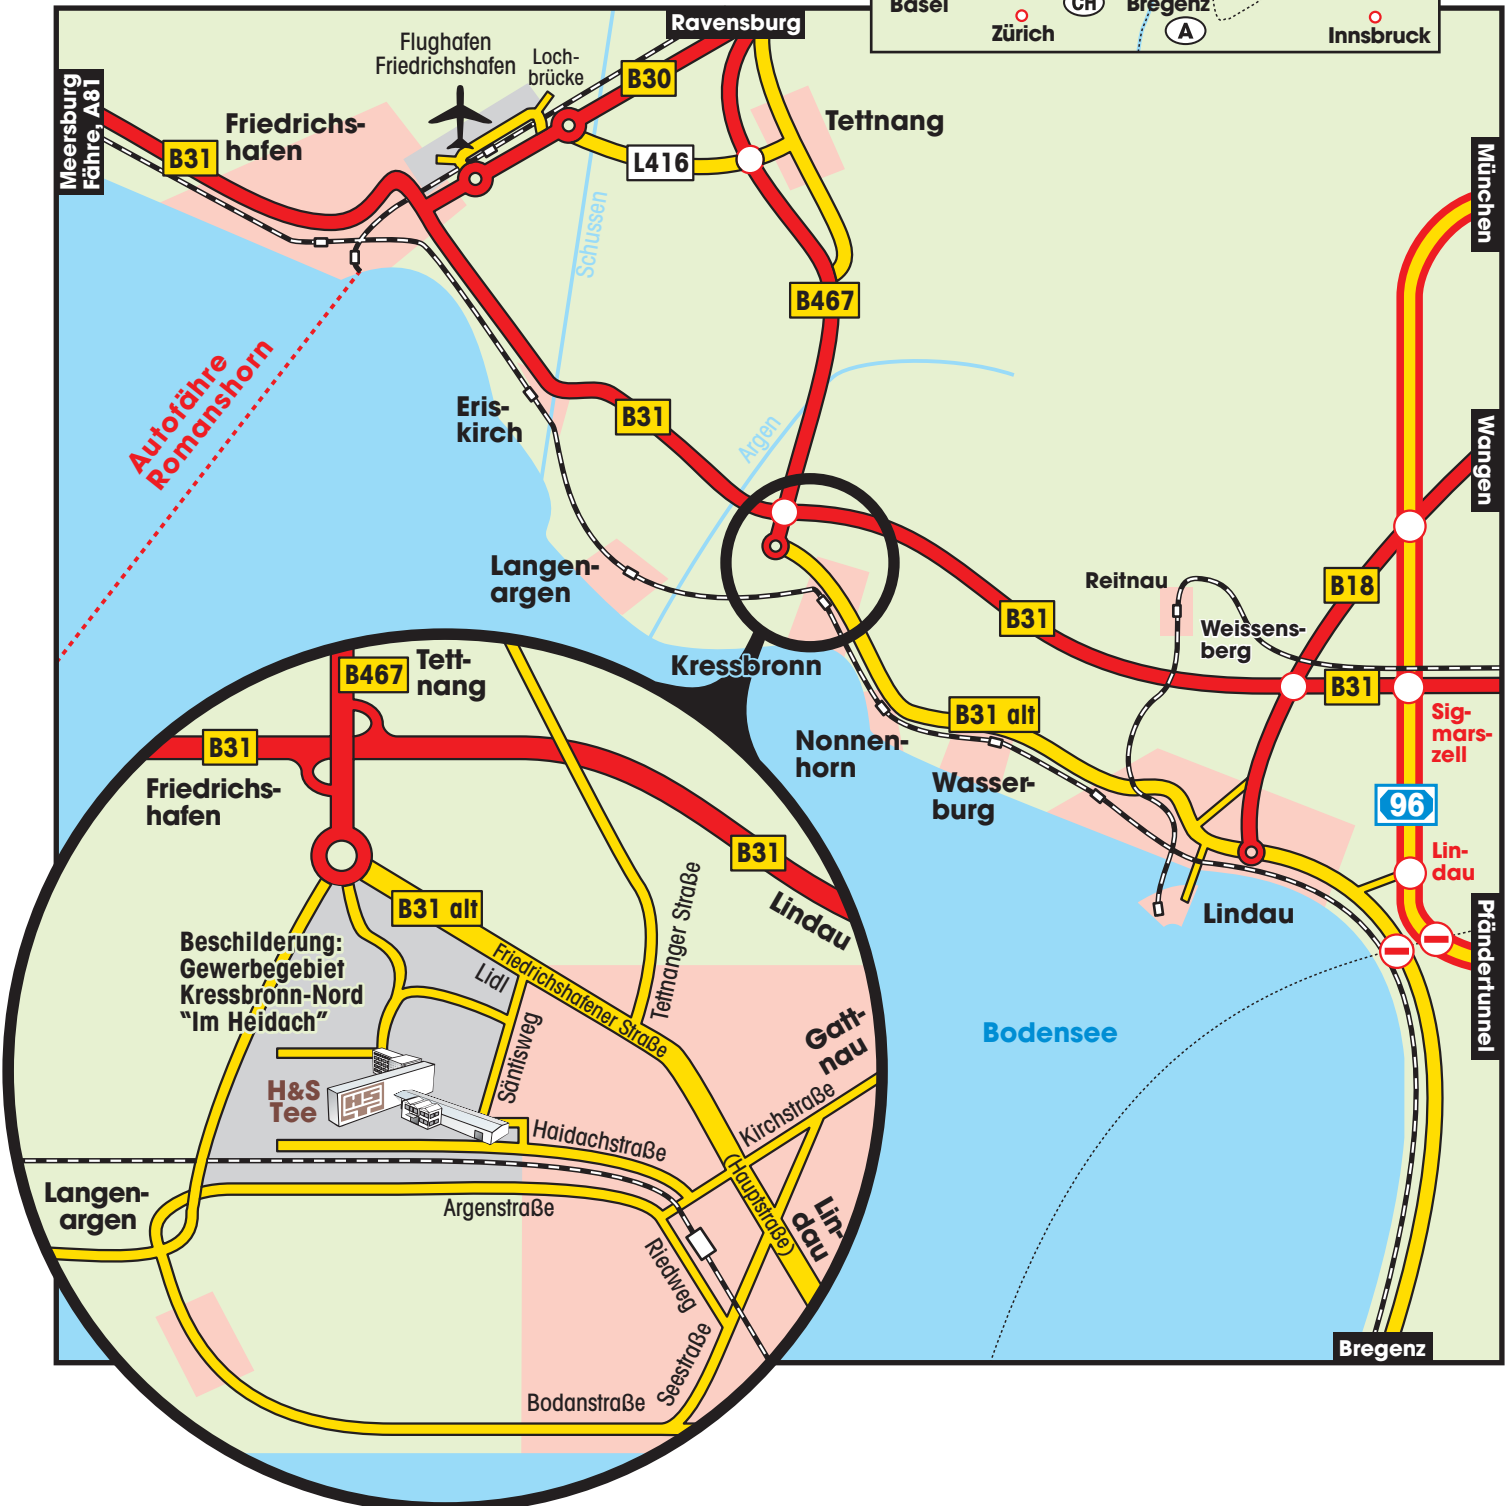 Basel
CH
Bregenz
Zürich
A
Innsbruck
Ravensburg
Flughafen
Friedrichshafen
Loch-
brücke
B30
Meersburg
Fähre, A81
Friedrichs-
hafen
B31
L416
Tettnang
München
Schussen
B467
Autofähre
Romanshorn
Eris-
kirch
B31
Argen
Wangen
Langen-
argen
Reitnau
B18
B31
Weissens-
berg
Kressbronn
B31
B31 alt
Sig-
mars-
zell
Nonnen-
horn
Wasser-
burg
96
Lin-
dau
Lindau
Pfändertunnel
Bodensee
Bregenz
B467
Tett-
nang
B31
Friedrichs-
hafen
B31
Lindau
B31 alt
Tettnanger Straße
Beschilderung:
Gewerbegebiet
Kressbronn-Nord
"Im Heidach"
Lidl
Friedrichshafener Straße
Gatt-
nau
Säntisweg
H&S
Tee
HS
Haidachstraße
Kirchstraße
Langen-
argen
Argenstraße
(Hauptstraße)
Lin-
dau
Riedweg
Seestraße
Bodanstraße